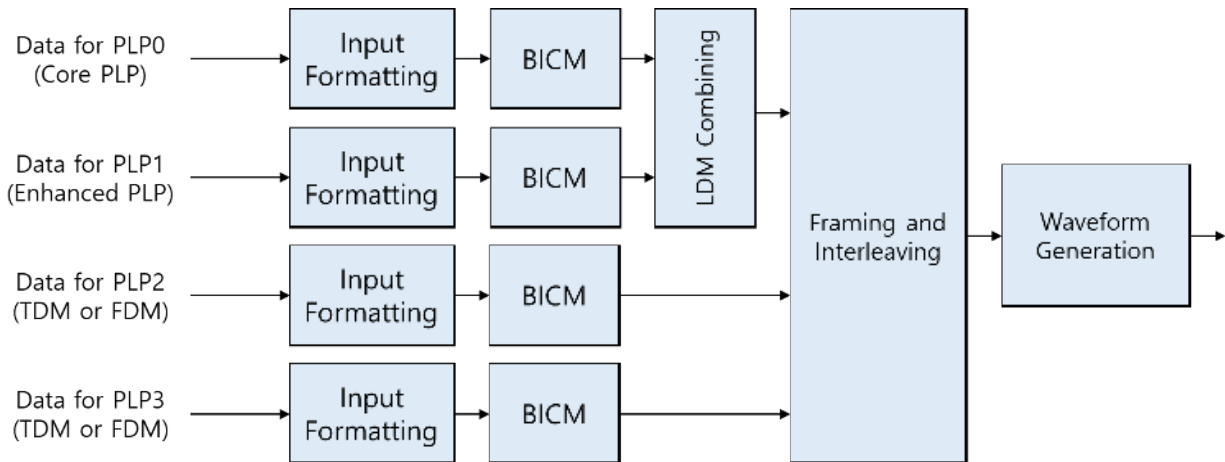 Data for PLP0
(Core PLP)
Input
Formatting
BICM
LDM Combining
Data for PLP1
(Enhanced PLP)
Input
Formatting
BICM
Framing and
Interleaving
Waveform
Generation
Data for PLP2
(TDM or FDM)
Input
Formatting
BICM
Data for PLP3
(TDM or FDM)
Input
Formatting
BICM